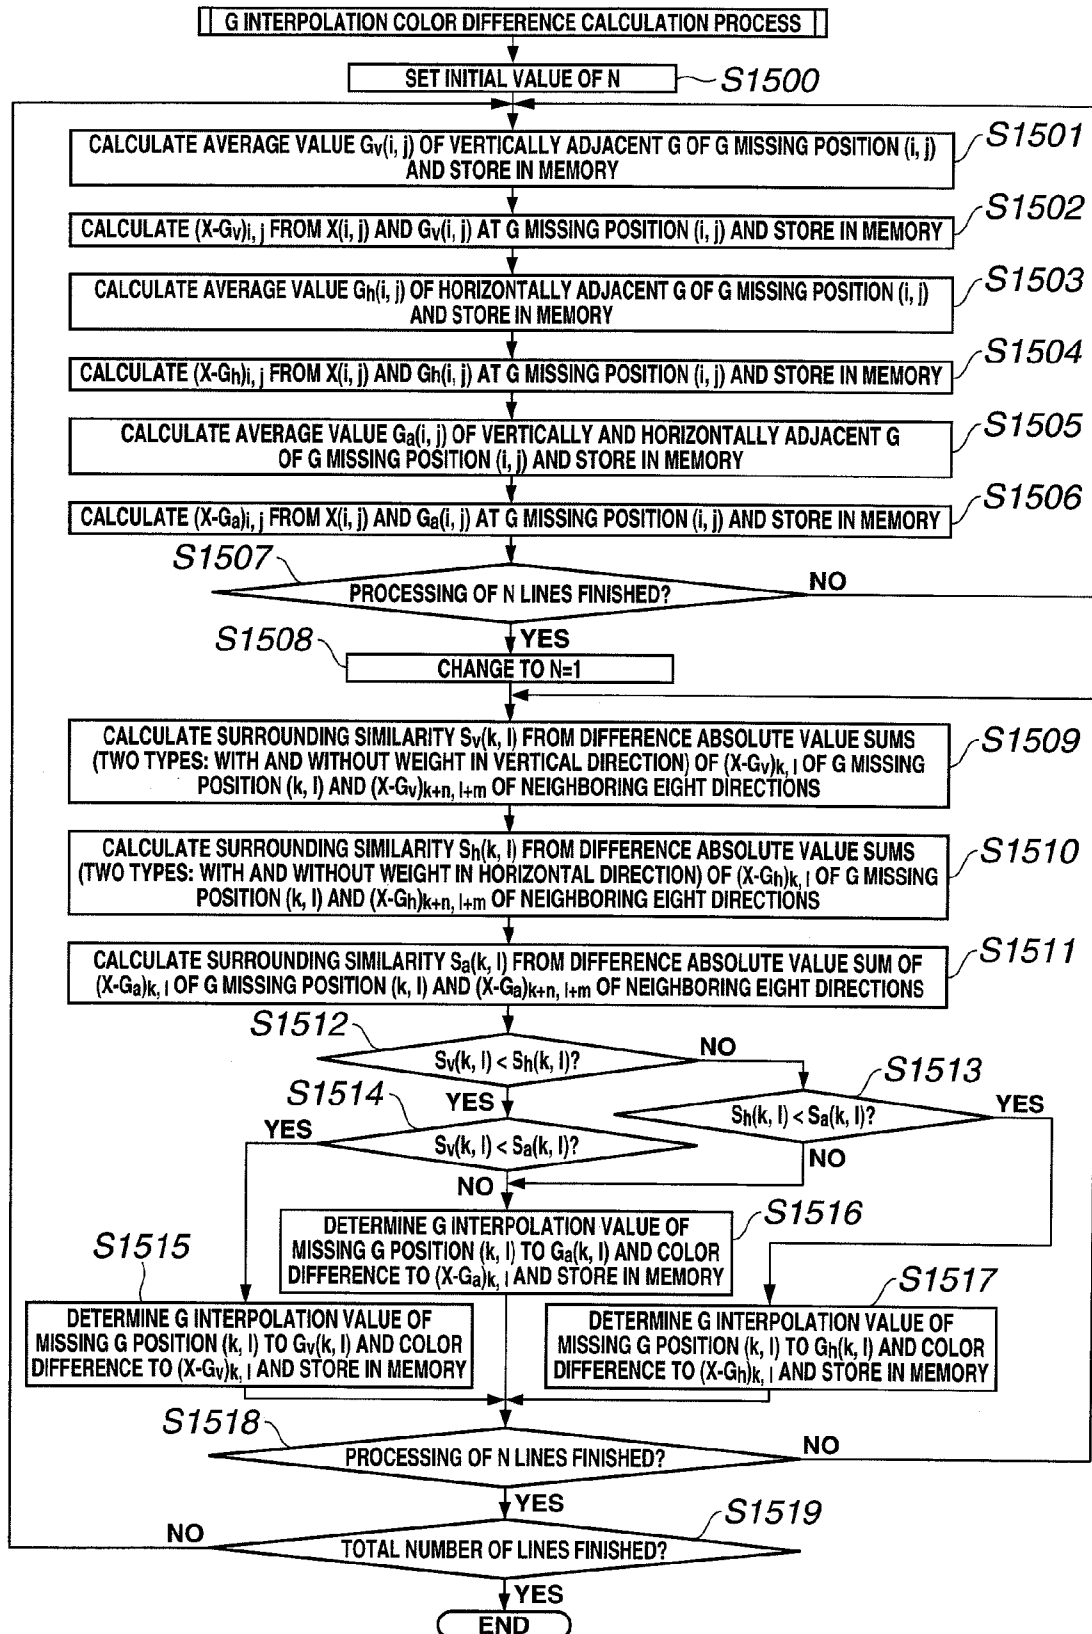 G INTERPOLATION COLOR DIFFERENCE CALCULATION PROCESS
SET INITIAL VALUE OF N
S1500
CALCULATE AVERAGE VALUE Gv(i, j) OF VERTICALLY ADJACENT G OF G MISSING POSITION (i, j)
AND STORE IN MEMORY
S1501
CALCULATE (X-Gv)i, j FROM X(i, j) AND Gv(i, j) AT G MISSING POSITION (i, j) AND STORE IN MEMORY
S1502
CALCULATE AVERAGE VALUE Gh(i, j) OF HORIZONTALLY ADJACENT G OF G MISSING POSITION (i, j)
AND STORE IN MEMORY
S1503
CALCULATE (X-Gh)i, j FROM X(i, j) AND Gh(i, j) AT G MISSING POSITION (i, j) AND STORE IN MEMORY
S1504
CALCULATE AVERAGE VALUE Ga(i, j) OF VERTICALLY AND HORIZONTALLY ADJACENT G
OF G MISSING POSITION (i, j) AND STORE IN MEMORY
S1505
CALCULATE (X-Ga)i, j FROM X(i, j) AND Ga(i, j) AT G MISSING POSITION (i, j) AND STORE IN MEMORY
S1506
S1507
PROCESSING OF N LINES FINISHED?
NO
YES
S1508
CHANGE TO N=1
CALCULATE SURROUNDING SIMILARITY Sv(k, l) FROM DIFFERENCE ABSOLUTE VALUE SUMS
(TWO TYPES: WITH AND WITHOUT WEIGHT IN VERTICAL DIRECTION) OF (X-Gv)k, l OF G MISSING
POSITION (k, l) AND (X-Gv)k+n, l+m OF NEIGHBORING EIGHT DIRECTIONS
S1509
CALCULATE SURROUNDING SIMILARITY Sh(k, l) FROM DIFFERENCE ABSOLUTE VALUE SUMS
(TWO TYPES: WITH AND WITHOUT WEIGHT IN HORIZONTAL DIRECTION) OF (X-Gh)k, l OF G MISSING
POSITION (k, l) AND (X-Gh)k+n, l+m OF NEIGHBORING EIGHT DIRECTIONS
S1510
CALCULATE SURROUNDING SIMILARITY Sa(k, l) FROM DIFFERENCE ABSOLUTE VALUE SUM OF
(X-Ga)k, l OF G MISSING POSITION (k, l) AND (X-Ga)k+n, l+m OF NEIGHBORING EIGHT DIRECTIONS
S1511
S1512
Sv(k, l) < Sh(k, l)?
NO
YES
S1513
Sh(k, l) < Sa(k, l)?
YES
NO
S1514
Sv(k, l) < Sa(k, l)?
YES
NO
DETERMINE G INTERPOLATION VALUE OF
MISSING G POSITION (k, l) TO Ga(k, l) AND COLOR
DIFFERENCE TO (X-Ga)k, l AND STORE IN MEMORY
S1516
S1515
DETERMINE G INTERPOLATION VALUE OF
MISSING G POSITION (k, l) TO Gv(k, l) AND COLOR
DIFFERENCE TO (X-Gv)k, l AND STORE IN MEMORY
S1517
DETERMINE G INTERPOLATION VALUE OF
MISSING G POSITION (k, l) TO Gh(k, l) AND COLOR
DIFFERENCE TO (X-Gh)k, l AND STORE IN MEMORY
S1518
PROCESSING OF N LINES FINISHED?
NO
YES
S1519
TOTAL NUMBER OF LINES FINISHED?
NO
YES
END